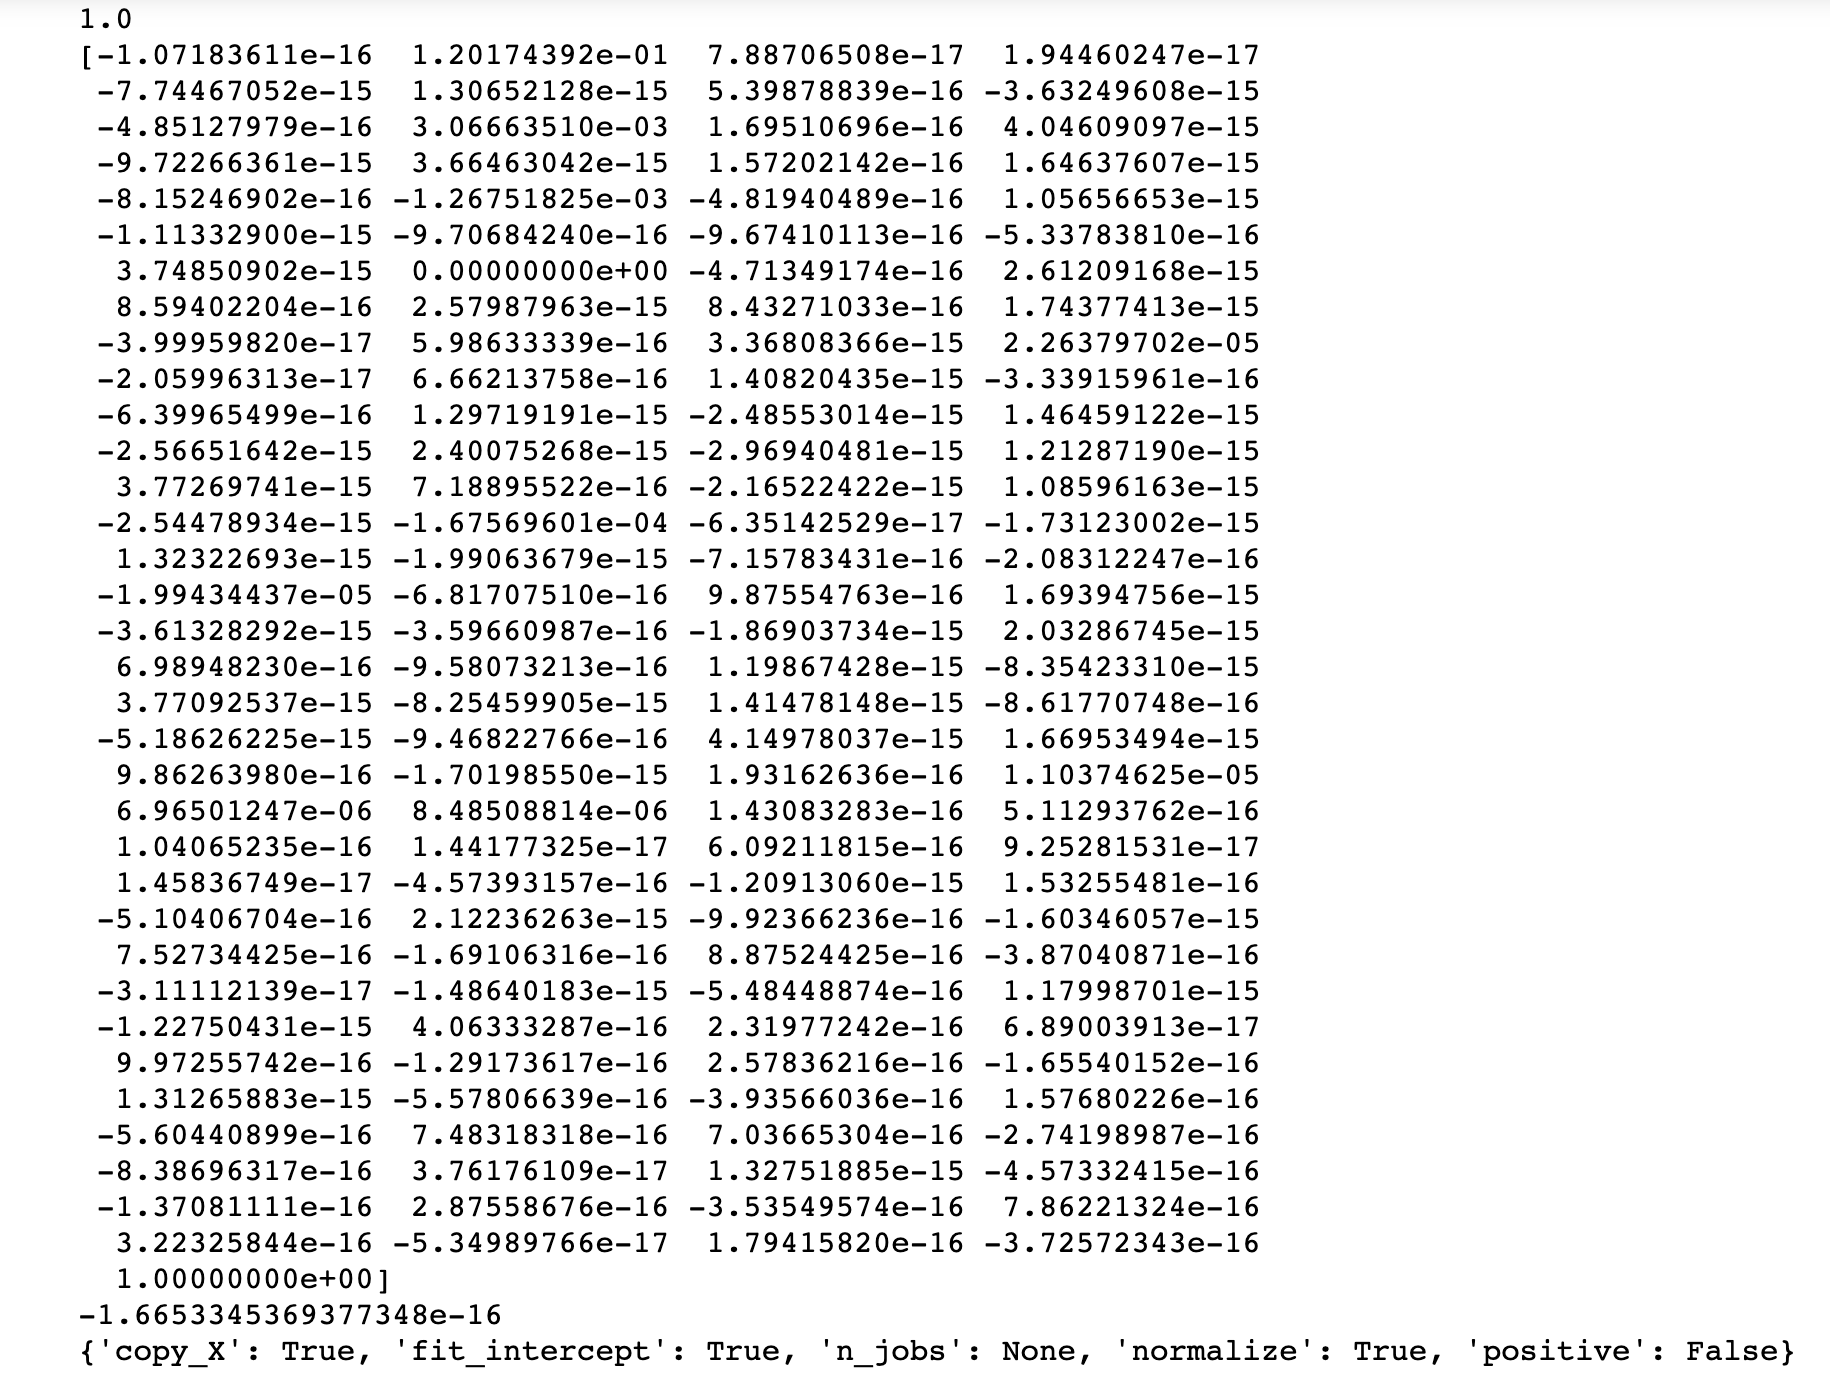 1.0
[-1.07183611e-16 1.20174392e-01 7.88706508e-17 1.94460247e-17
-7.74467052e-15 1.30652128e-15 5.39878839e-16 -3.63249608e-15
-4.85127979e-16 3.06663510e-03 1.69510696e-16 4.04609097e-15
-9.72266361e-15 3.66463042e-15 1.57202142e-16 1.64637607e-15
-8.15246902e-16 -1.26751825e-03 -4.81940489e-16 1.05656653e-15
-1.11332900e-15 -9.70684240e-16 -9.67410113e-16 -5.33783810e-16
3.74850902e-15 0.00000000e+00 -4.71349174e-16 2.61209168e-15
8.59402204e-16 2.57987963e-15 8.43271033e-16 1.74377413e-15
-3.99959820e-17 5.98633339e-16 3.36808366e-15 2.26379702e-05
-2.05996313e-17 6.66213758e-16 1.40820435e-15 -3.33915961e-16
-6.39965499e-16 1.29719191e-15 -2.48553014e-15 1.46459122e-15
-2.56651642e-15 2.40075268e-15 -2.96940481e-15 1.21287190e-15
3.77269741e-15 7.18895522e-16 -2.16522422e-15 1.08596163e-15
-2.54478934e-15 -1.67569601e-04 -6.35142529e-17 -1.73123002e-15
1.32322693e-15 -1.99063679e-15 -7.15783431e-16 -2.08312247e-16
-1.99434437e-05 -6.81707510e-16 9.87554763e-16 1.69394756e-15
-3.61328292e-15 -3.59660987e-16 -1.86903734e-15 2.03286745e-15
6.98948230e-16 -9.58073213e-16 1.19867428e-15 -8.35423310e-15
3.77092537e-15 -8.25459905e-15 1.41478148e-15 -8.61770748e-16
-5.18626225e-15 -9.46822766e-16 4.14978037e-15 1.66953494e-15
9.86263980e-16 -1.70198550e-15 1.93162636e-16 1.10374625e-05
6.96501247e-06 8.48508814e-06 1.43083283e-16 5.11293762e-16
1.04065235e-16 1.44177325e-17 6.09211815e-16 9.25281531e-17
1.45836749e-17 -4.57393157e-16 -1.20913060e-15 1.53255481e-16
-5.10406704e-16 2.12236263e-15 -9.92366236e-16 -1.60346057e-15
7.52734425e-16 -1.69106316e-16 8.87524425e-16 -3.87040871e-16
-3.11112139e-17 -1.48640183e-15 -5.48448874e-16 1.17998701e-15
-1.22750431e-15 4.06333287e-16 2.31977242e-16 6.89003913e-17
9.97255742e-16 -1.29173617e-16 2.57836216e-16 -1.65540152e-16
1.31265883e-15 -5.57806639e-16 -3.93566036e-16 1.57680226e-16
-5.60440899e-16 7.48318318e-16 7.03665304e-16 -2.74198987e-16
-8.38696317e-16 3.76176109e-17 1.32751885e-15 -4.57332415e-16
-1.37081111e-16 2.87558676e-16 -3.53549574e-16 7.86221324e-16
3.22325844e-16 -5.34989766e-17 1.79415820e-16 -3.72572343e-16
1.00000000e+00]
-1.6653345369377348e-16
{'copy_X': True, 'fit_intercept': True, 'n_jobs': None, 'normalize': True, 'positive': False}